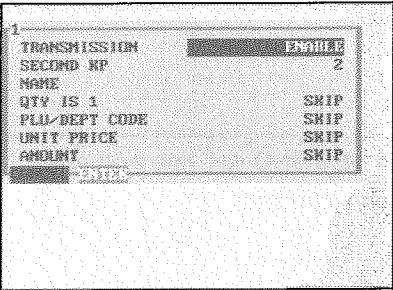 1
TRANSMISSION ENABLE
SECOND KP 2
NAME
QTY IS 1 SKIP
PLU/DEPT CODE SKIP
UNIT PRICE SKIP
AMOUNT SKIP
ENTER